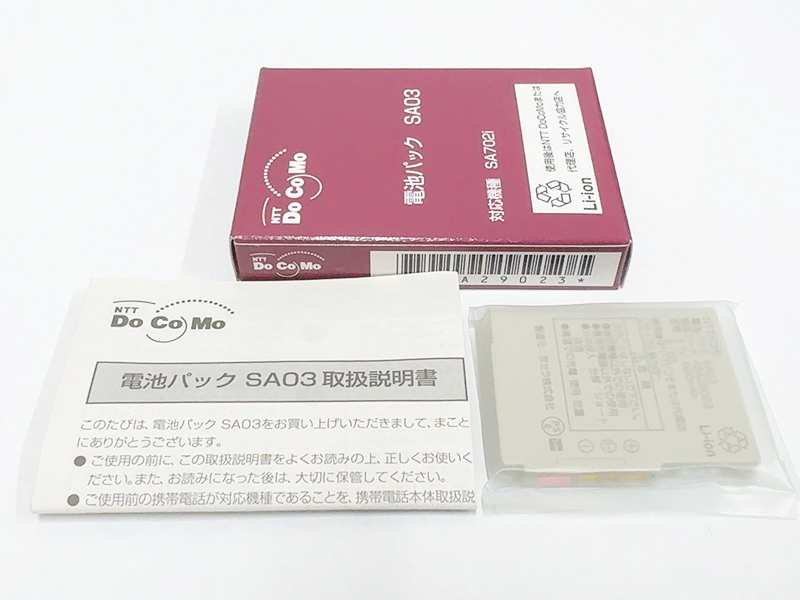 NTT
Do Co Mo
電池パック SA03
対応機種 SA702i
使用後はNTT DoCoMoまたは
代理店、リサイクル協力店へ
Li-ion
NTT
Do Co Mo
A29023*
NTT
Do Co Mo
電池パック SA03 取扱説明書
このたびは、電池パック SA03をお買い上げいただきまして、まこと
にありがとうございます。
● ご使用の前に、この取扱説明書をよくお読みの上、正しくお使いく
ださい。また、お読みになった後は、大切に保管してください。
● ご使用前の携帯電話が対応機種であることを、携帯電話本体取扱説
Li-ion